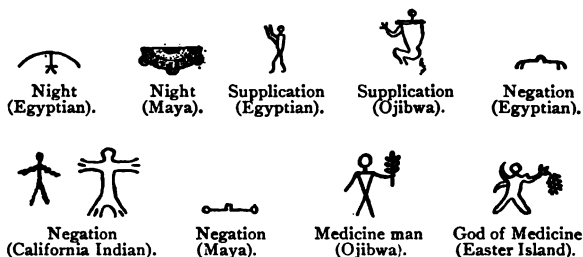 Night Night Supplication Supplication Negation
(Egyptian). (Maya). (Egyptian). (Ojibwa). (Egyptian).
Negation Negation Medicine man God of Medicine
(California Indian). (Maya). (Ojibwa). (Easter Island).